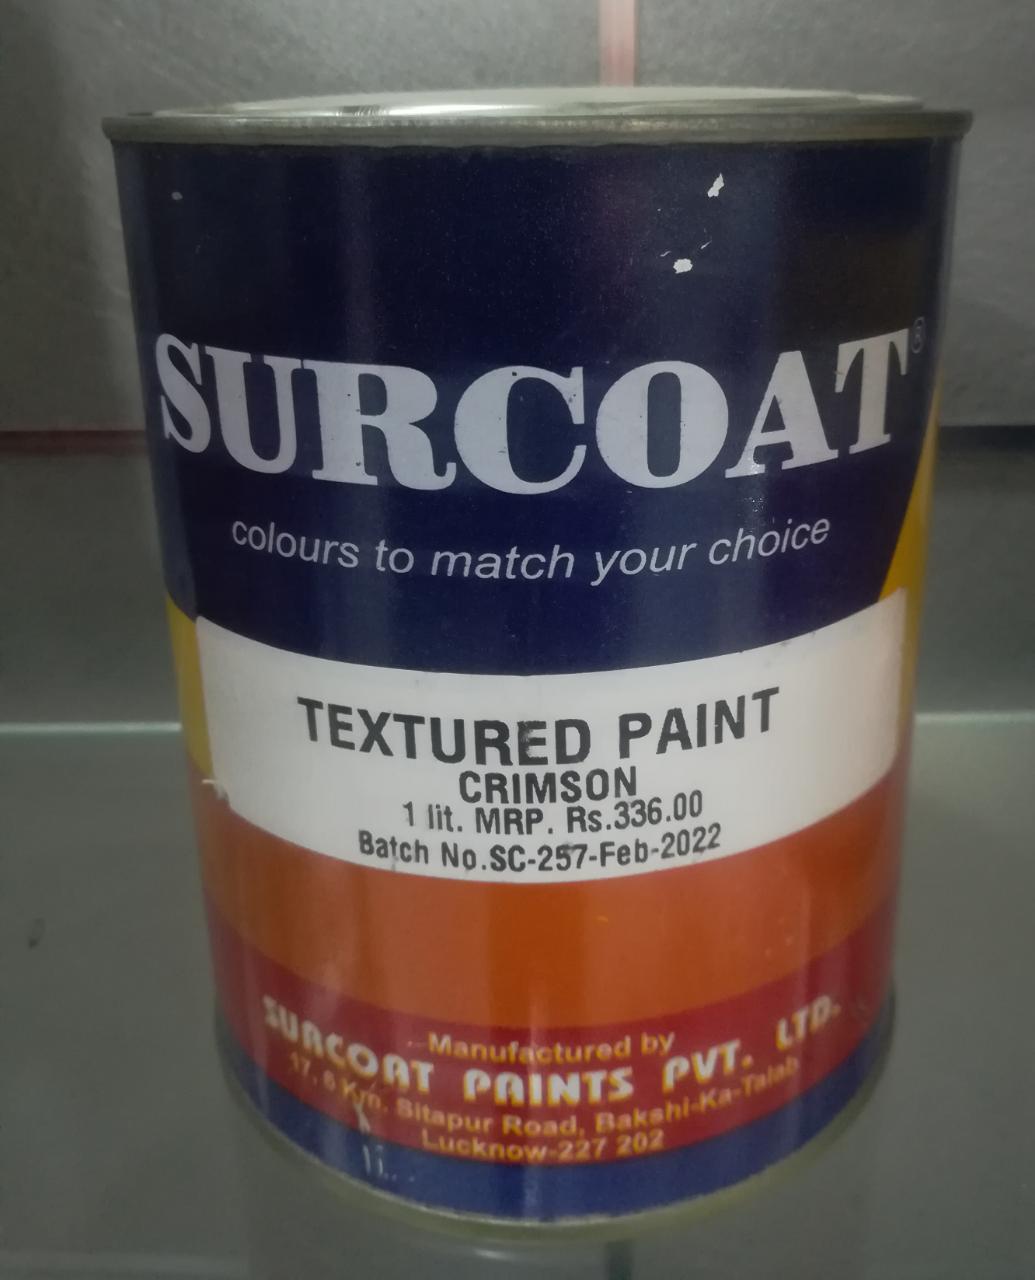 SURCOAT®
colours to match your choice
TEXTURED PAINT
CRIMSON
1 lit. MRP. Rs.336.00
Batch No.SC-257-Feb-2022
Manufactured by
SURCOAT PAINTS PVT. LTD.
17, 6 Km. Sitapur Road, Bakshi-Ka-Talab
Lucknow-227 202